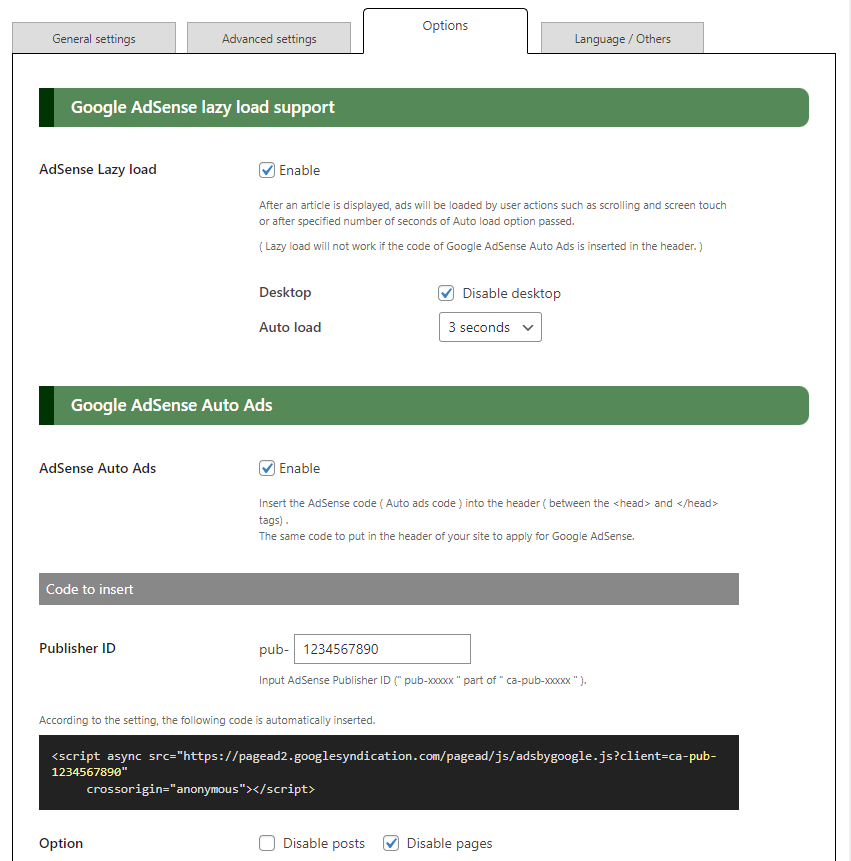 General settings
Advanced settings
Options
Language / Others
Google AdSense lazy load support
AdSense Lazy load
Enable
After an article is displayed, ads will be loaded by user actions such as scrolling and screen touch
or after specified number of seconds of Auto load option passed.
( Lazy load will not work if the code of Google AdSense Auto Ads is inserted in the header. )
Desktop
Disable desktop
Auto load
3 seconds
Google AdSense Auto Ads
AdSense Auto Ads
Enable
Insert the AdSense code ( Auto ads code ) into the header ( between the <head> and </head>
tags) .
The same code to put in the header of your site to apply for Google AdSense.
Code to insert
Publisher ID
pub- 1234567890
Input AdSense Publisher ID (" pub-xxxxx " part of " ca-pub-xxxxx " ).
According to the setting, the following code is automatically inserted.
<script async src="https://pagead2.googlesyndication.com/pagead/js/adsbygoogle.js?client=ca-pub-
1234567890"
crossorigin="anonymous"></script>
Option
Disable posts
Disable pages